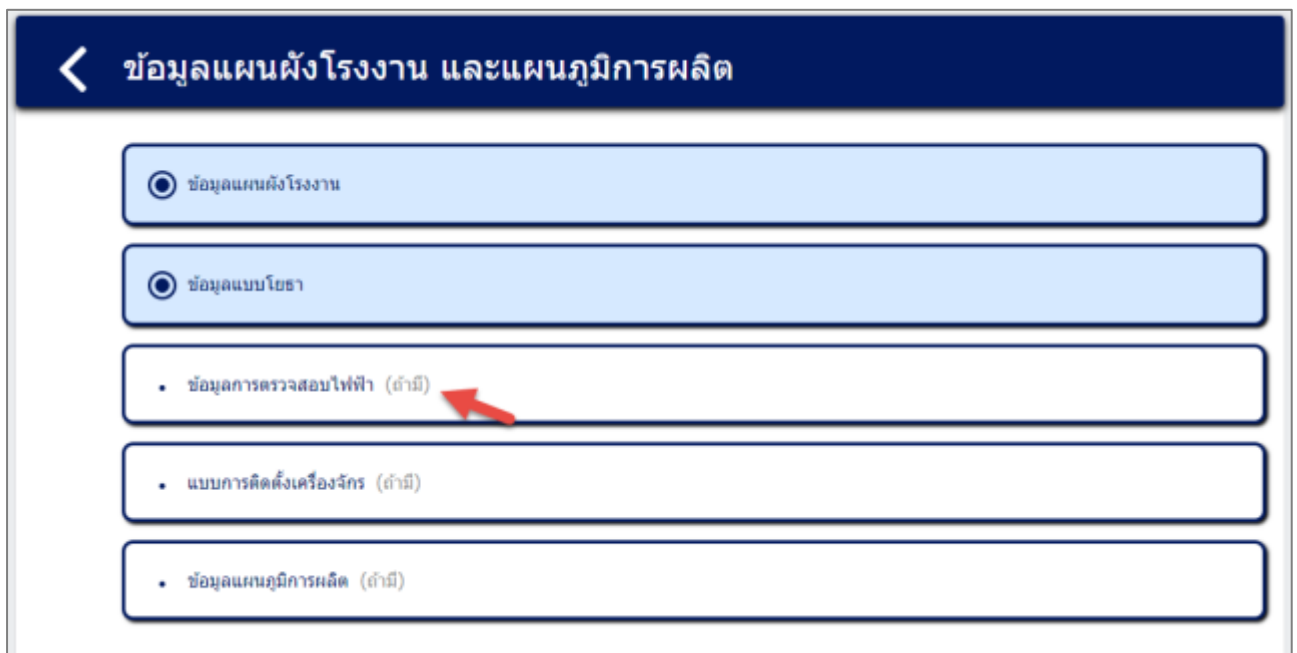 ข้อมูลแผนผังโรงงาน และแผนภูมิการผลิต
ข้อมูลแผนผังโรงงาน
ข้อมูลแบบโยธา
ข้อมูลการตรวจสอบไฟฟ้า (ถ้ามี)
แบบการติดตั้งเครื่องจักร (ถ้ามี)
ข้อมูลแผนภูมิการผลิต (ถ้ามี)